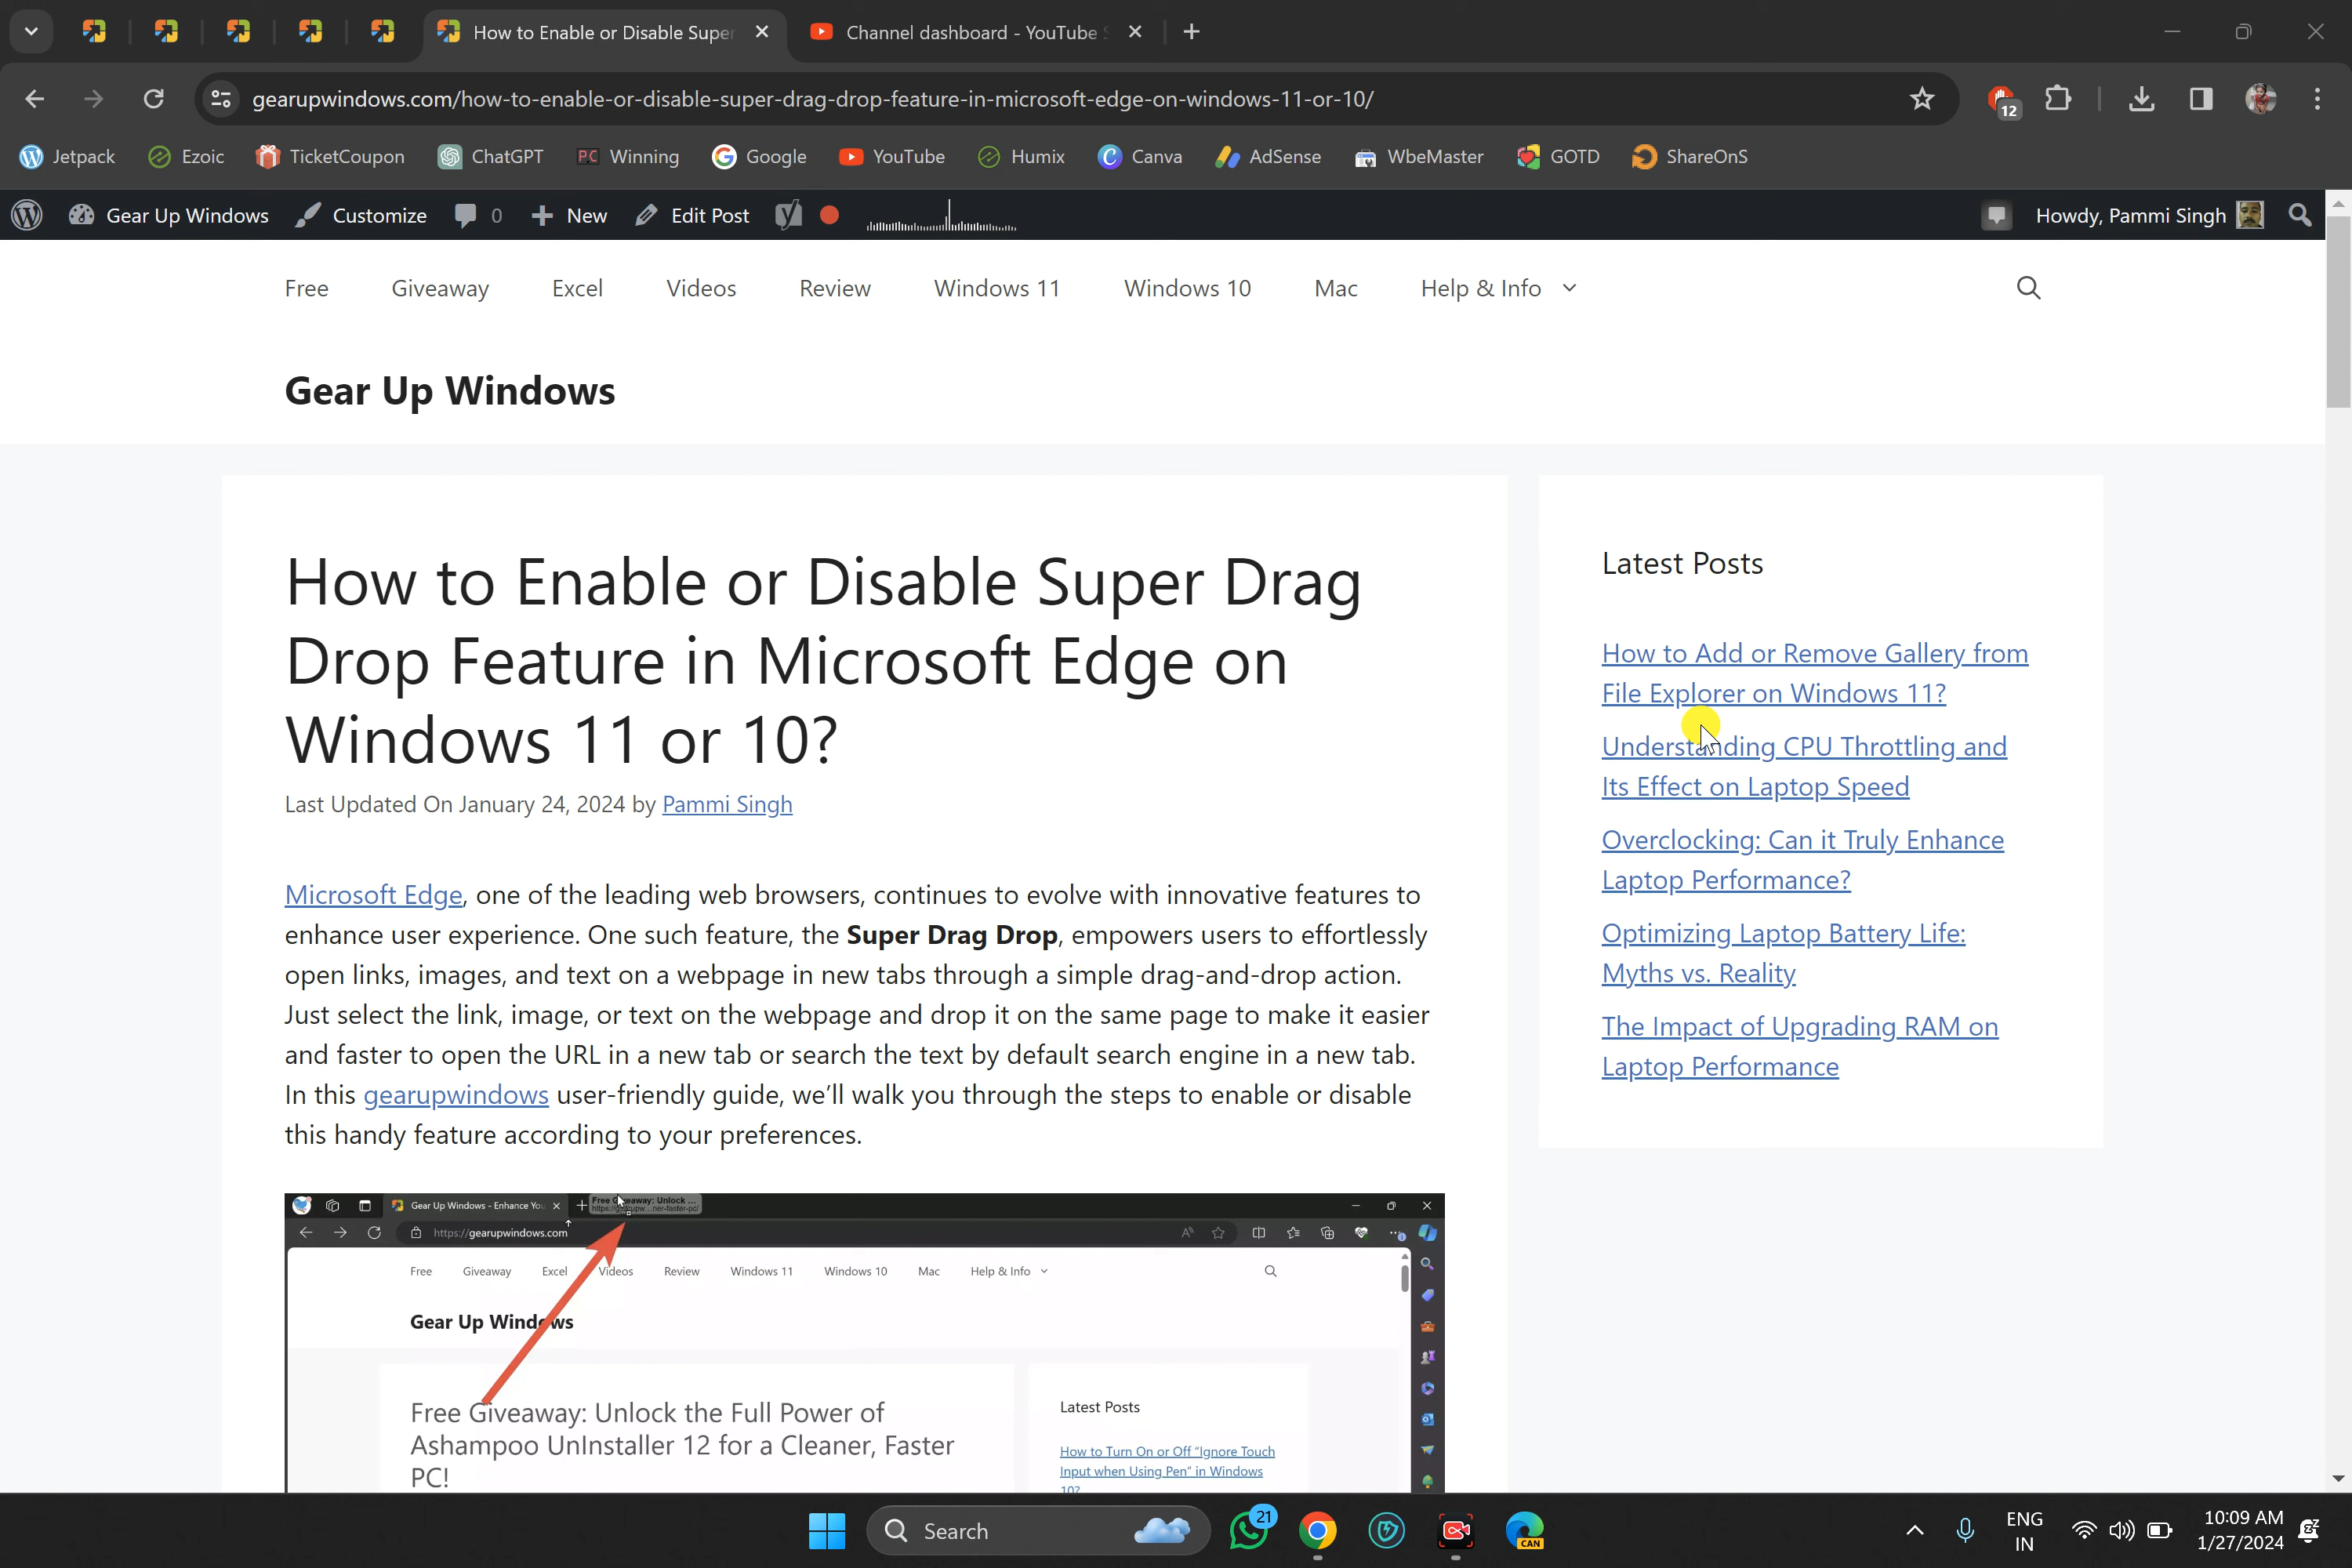 How to Enable or Disable Super
Channel dashboard - YouTube S
gearupwindows.com/how-to-enable-or-disable-super-drag-drop-feature-in-microsoft-edge-on-windows-11-or-10/
12
Jetpack Ezoic TicketCoupon ChatGPT PC Winning Google YouTube Humix Canva AdSense WbeMaster GOTD ShareOnS
Gear Up Windows Customize 0 New Edit Post Howdy, Pammi Singh
Free Giveaway Excel Videos Review Windows 11 Windows 10 Mac Help & Info
Gear Up Windows
How to Enable or Disable Super Drag
Drop Feature in Microsoft Edge on
Windows 11 or 10?
Last Updated On January 24, 2024 by Pammi Singh
Microsoft Edge, one of the leading web browsers, continues to evolve with innovative features to
enhance user experience. One such feature, the Super Drag Drop, empowers users to effortlessly
open links, images, and text on a webpage in new tabs through a simple drag-and-drop action.
Just select the link, image, or text on the webpage and drop it on the same page to make it easier
and faster to open the URL in a new tab or search the text by default search engine in a new tab.
In this gearupwindows user-friendly guide, we'll walk you through the steps to enable or disable
this handy feature according to your preferences.
Latest Posts
How to Add or Remove Gallery from
File Explorer on Windows 11?
Understanding CPU Throttling and
Its Effect on Laptop Speed
Overclocking: Can it Truly Enhance
Laptop Performance?
Optimizing Laptop Battery Life:
Myths vs. Reality
The Impact of Upgrading RAM on
Laptop Performance
Gear Up Windows - Enhance You
Free Giveaway: Unlock ...
https://gearupw...ner-faster-pc/
https://gearupwindows.com
Free Giveaway Excel Videos Review Windows 11 Windows 10 Mac Help & Info
Gear Up Windows
Free Giveaway: Unlock the Full Power of
Ashampoo UnInstaller 12 for a Cleaner, Faster
PC!
Latest Posts
How to Turn On or Off "Ignore Touch
Input when Using Pen" in Windows
10?
Search
21
CAN
ENG
IN
10:09 AM
1/27/2024